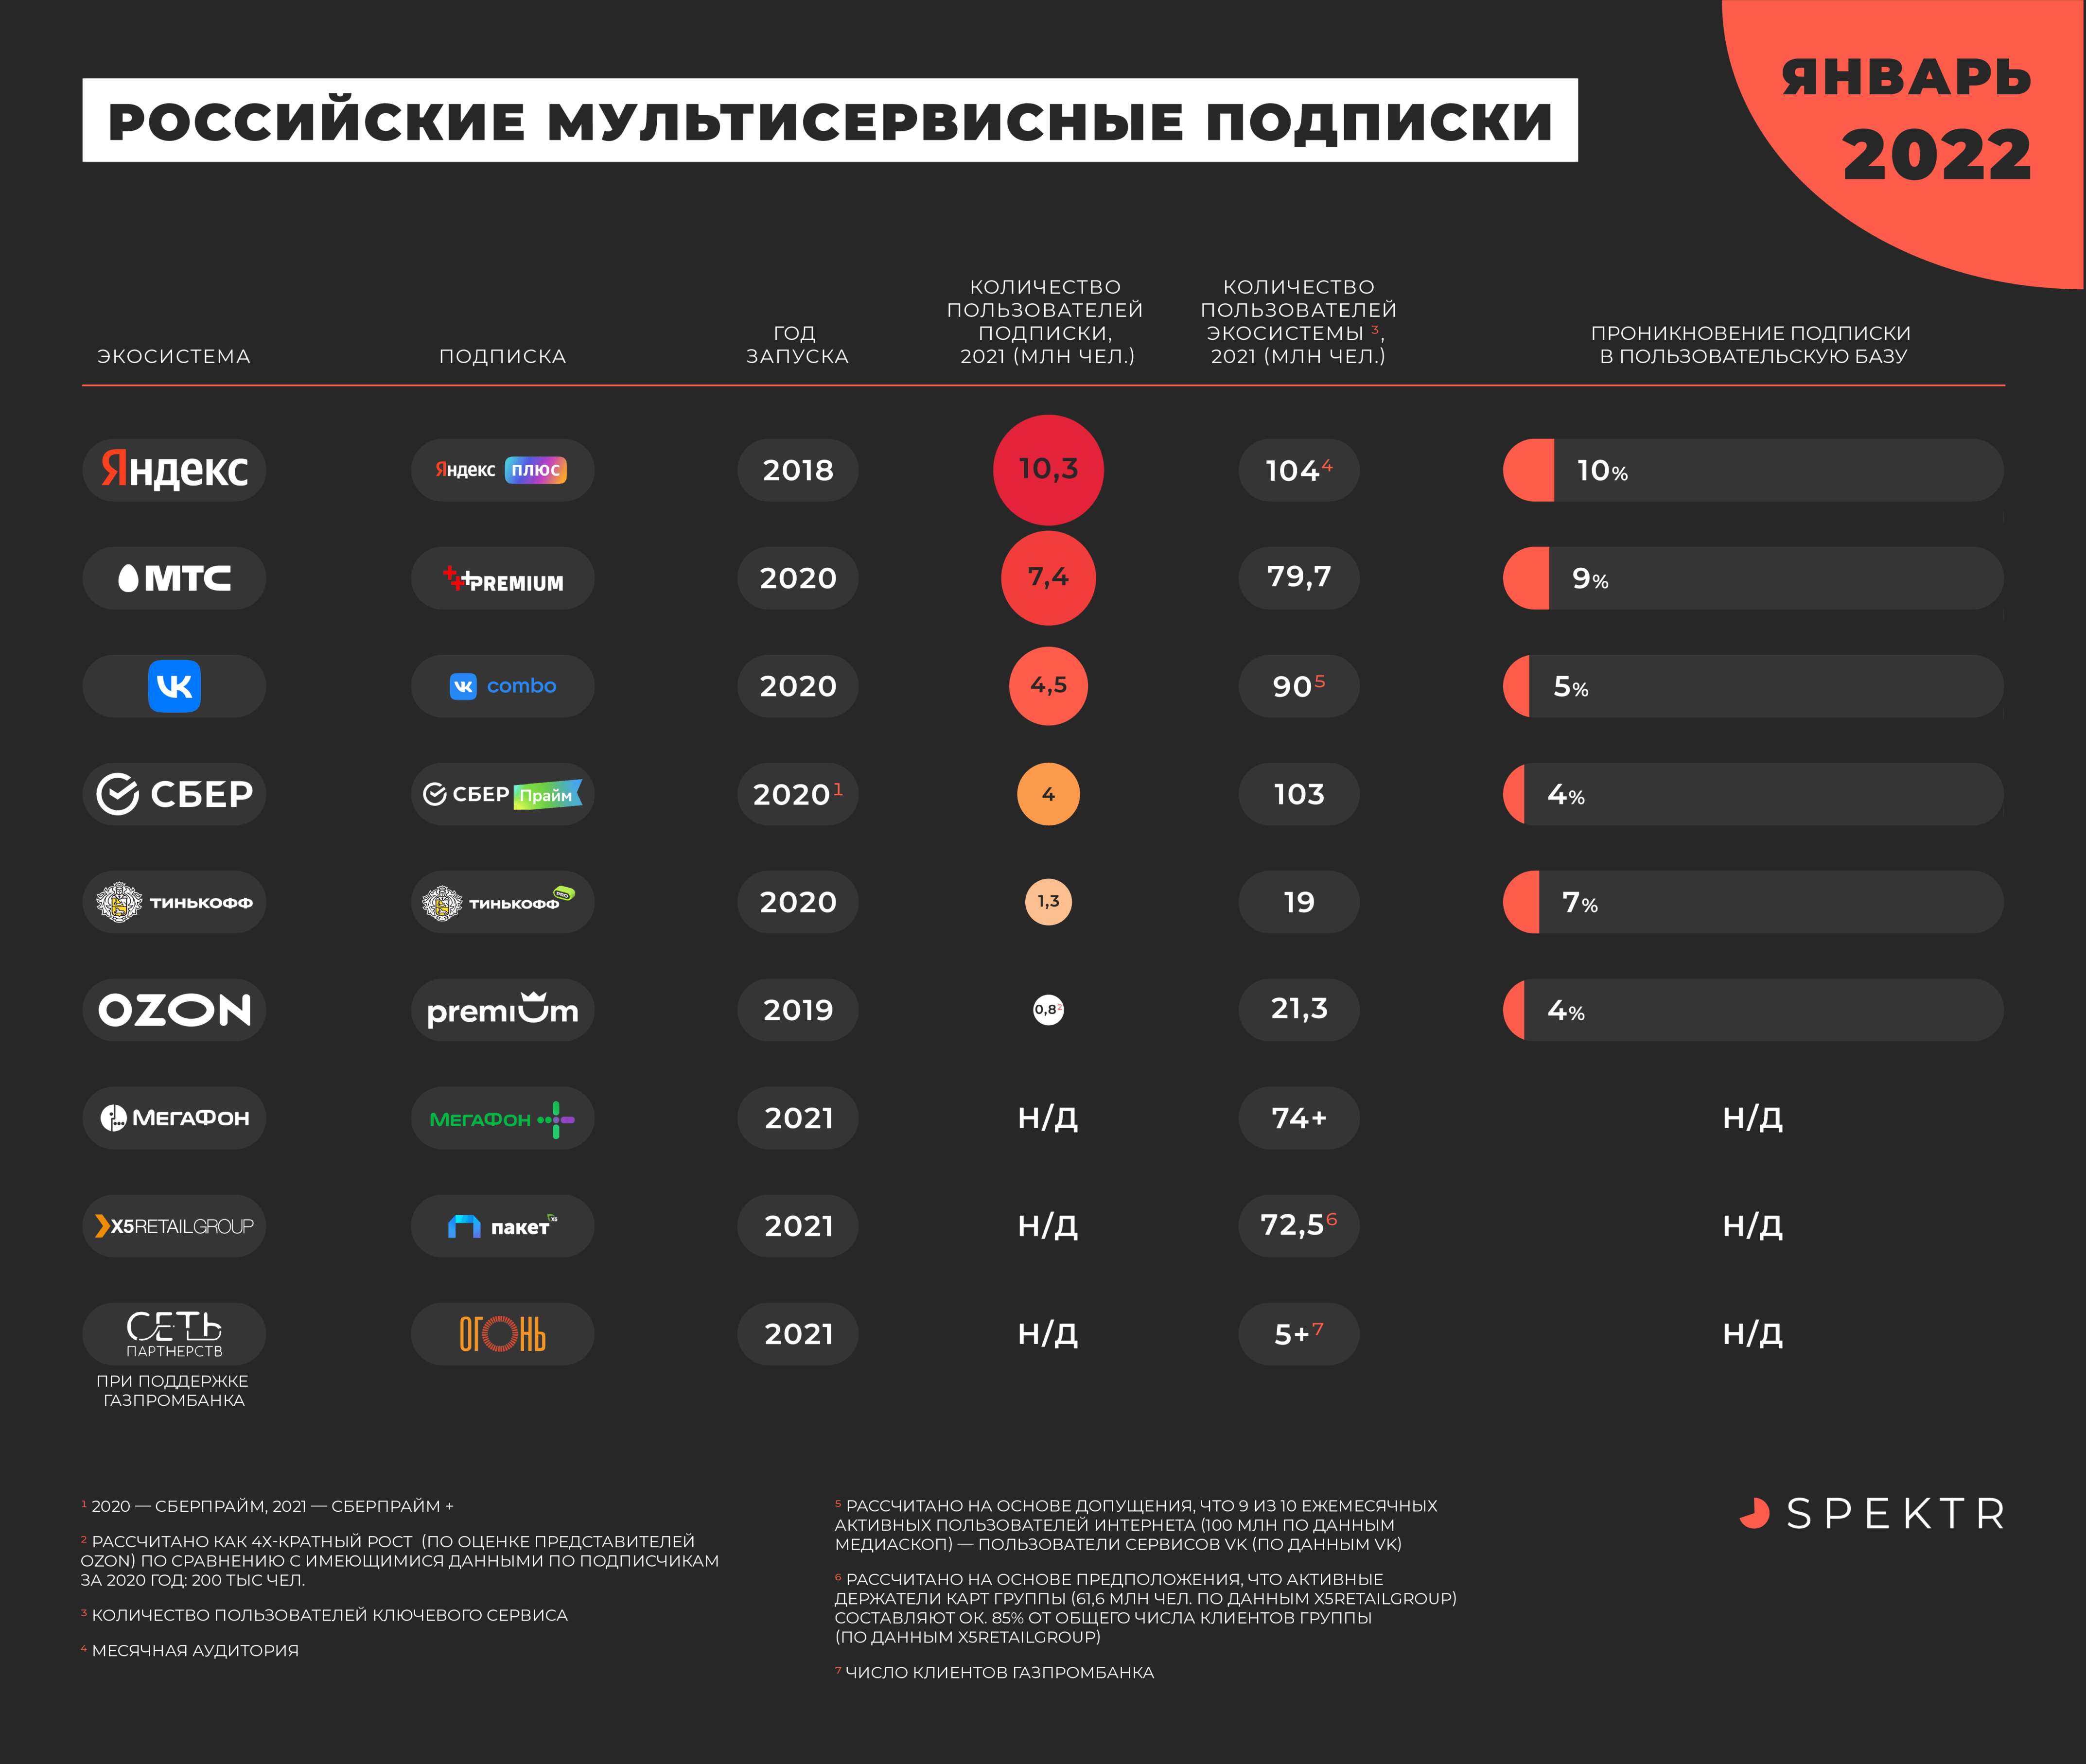 РОССИЙСКИЕ МУЛЬТИСЕРВИСНЫЕ ПОДПИСКИ
ЯНВАРЬ
2022
ЭКОСИСТЕМА
ПОДПИСКА
ГОД
ЗАПУСКА
КОЛИЧЕСТВО
ПОЛЬЗОВАТЕЛЕЙ
ПОДПИСКИ,
2021 (МЛН ЧЕЛ.)
КОЛИЧЕСТВО
ПОЛЬЗОВАТЕЛЕЙ
ЭКОСИСТЕМЫ ³,
2021 (МЛН ЧЕЛ.)
ПРОНИКНОВЕНИЕ ПОДПИСКИ
В ПОЛЬЗОВАТЕЛЬСКУЮ БАЗУ
Яндекс Яндекс плюс 2018 10,3 104⁴ 10%
МТС PREMIUM 2020 7,4 79,7 9%
VK VK combo 2020 4,5 90⁵ 5%
СБЕР СБЕР Прайм 2020¹ 4 103 4%
ТИНЬКОФФ ТИНЬКОФФ PRO 2020 1,3 19 7%
OZON premium 2019 0,8² 21,3 4%
МЕГАФОН МЕГАФОН 2021 Н/Д 74+ Н/Д
X5RETAILGROUP пакет X5 2021 Н/Д 72,5⁶ Н/Д
СЕТЬ
ПАРТНЕРСТВ
ОГОНЬ 2021 Н/Д 5+⁷ Н/Д
ПРИ ПОДДЕРЖКЕ
ГАЗПРОМБАНКА
¹ 2020 — СБЕРПРАЙМ, 2021 — СБЕРПРАЙМ +
² РАССЧИТАНО КАК 4Х-КРАТНЫЙ РОСТ (ПО ОЦЕНКЕ ПРЕДСТАВИТЕЛЕЙ
OZON) ПО СРАВНЕНИЮ С ИМЕЮЩИМИСЯ ДАННЫМИ ПО ПОДПИСЧИКАМ
ЗА 2020 ГОД: 200 ТЫС ЧЕЛ.
³ КОЛИЧЕСТВО ПОЛЬЗОВАТЕЛЕЙ КЛЮЧЕВОГО СЕРВИСА
⁴ МЕСЯЧНАЯ АУДИТОРИЯ
⁵ РАССЧИТАНО НА ОСНОВЕ ДОПУЩЕНИЯ, ЧТО 9 ИЗ 10 ЕЖЕМЕСЯЧНЫХ
АКТИВНЫХ ПОЛЬЗОВАТЕЛЕЙ ИНТЕРНЕТА (100 МЛН ПО ДАННЫМ
МЕДИАСКОП) — ПОЛЬЗОВАТЕЛИ СЕРВИСОВ VK (ПО ДАННЫМ VK)
⁶ РАССЧИТАНО НА ОСНОВЕ ПРЕДПОЛОЖЕНИЯ, ЧТО АКТИВНЫЕ
ДЕРЖАТЕЛИ КАРТ ГРУППЫ (61,6 МЛН ЧЕЛ. ПО ДАННЫМ X5RETAILGROUP)
СОСТАВЛЯЮТ ОК. 85% ОТ ОБЩЕГО ЧИСЛА КЛИЕНТОВ ГРУППЫ
(ПО ДАННЫМ X5RETAILGROUP)
⁷ ЧИСЛО КЛИЕНТОВ ГАЗПРОМБАНКА
SPEKTR